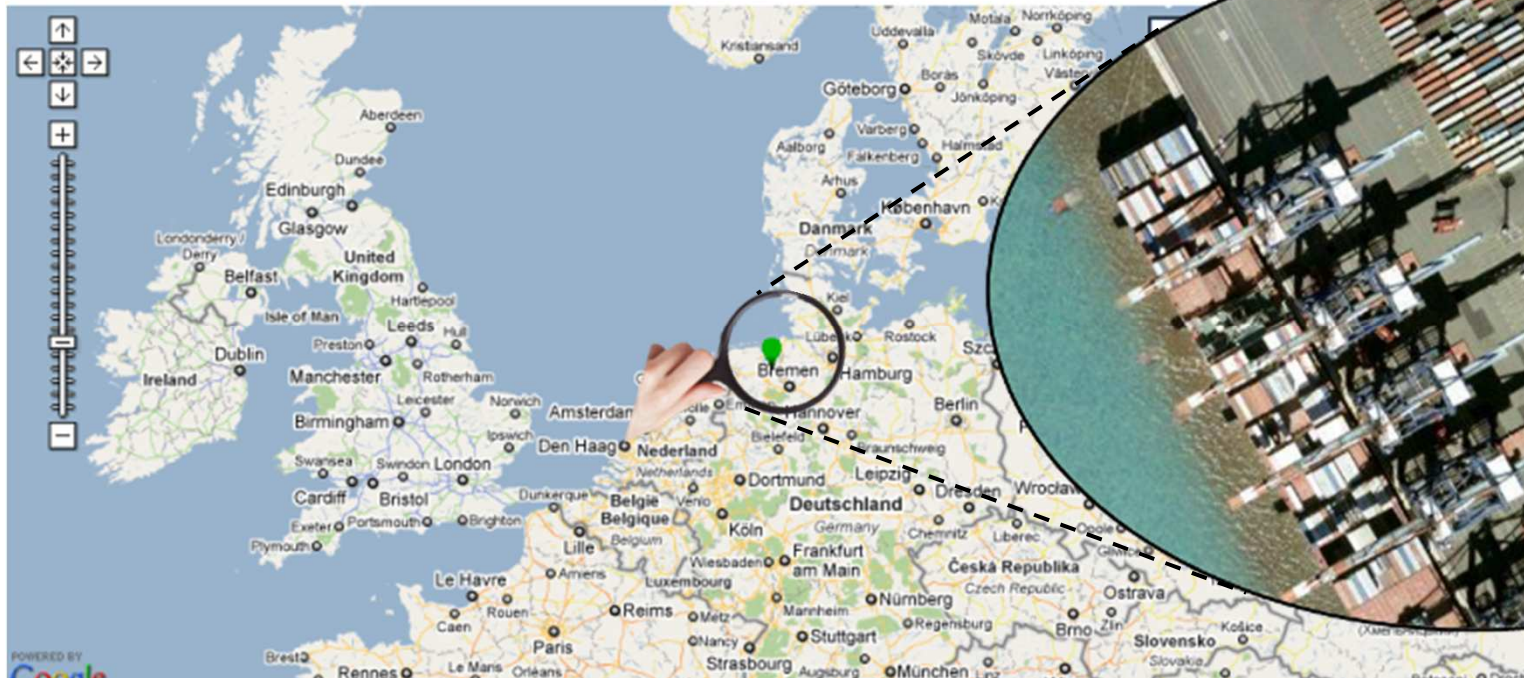 Motala
Norrköping
Uddevalla
Kristiansand
Skövde
Linköping
Borås
Göteborg
Jönköping
Aberdeen
Varberg
Halmstad
Aalborg
Falkenberg
Dundee
Århus
Edinburgh
København
Glasgow
Danmark
Denmark
Londonderry /
Derry
United
Kingdom
Belfast
Hartlepool
Kiel
Isle of Man
Leeds
Hull
Lübeck
Rostock
Preston
Dublin
Bremen
Hamburg
Ireland
Manchester
Rotherham
Leicester
Norwich
Amsterdam
Hannover
Berlin
Birmingham
Ipswich
Den Haag
Nederland
Bielefeld
Braunschweig
Swansea
Swindon
London
Netherlands
Dortmund
Leipzig
Cardiff
Bristol
Dunkerque
België
Belgique
Belgium
Venlo
Deutschland
Germany
Dresden
Wrocław
Exeter
Portsmouth
Brighton
Köln
Chemnitz
Liberec
Opole
Plymouth
Lille
Wiesbaden
Frankfurt
am Main
Česká Republika
Czech Republic
Le Havre
Amiens
Luxembourg
Ostrava
Rouen
Reims
Metz
Mannheim
Nürnberg
Caen
Regensburg
Brno
Zlín
Košice
Paris
Nancy
Stuttgart
Slovensko
Slovakia
POWERED BY
Google
Brest
Rennes
Le Mans
Orléans
Strasbourg
Augsburg
München
Linz